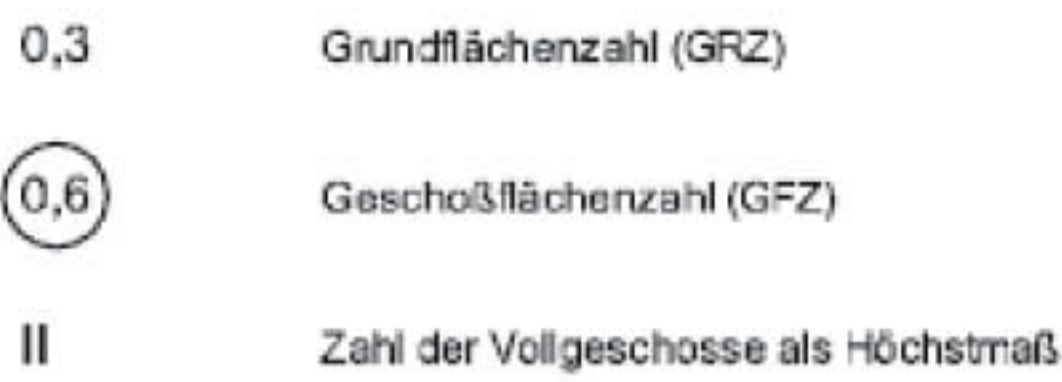 0,3 Grundflächenzahl (GRZ)
0,6 Geschoßflächenzahl (GFZ)
II Zahl der Vollgeschosse als Höchstmaß